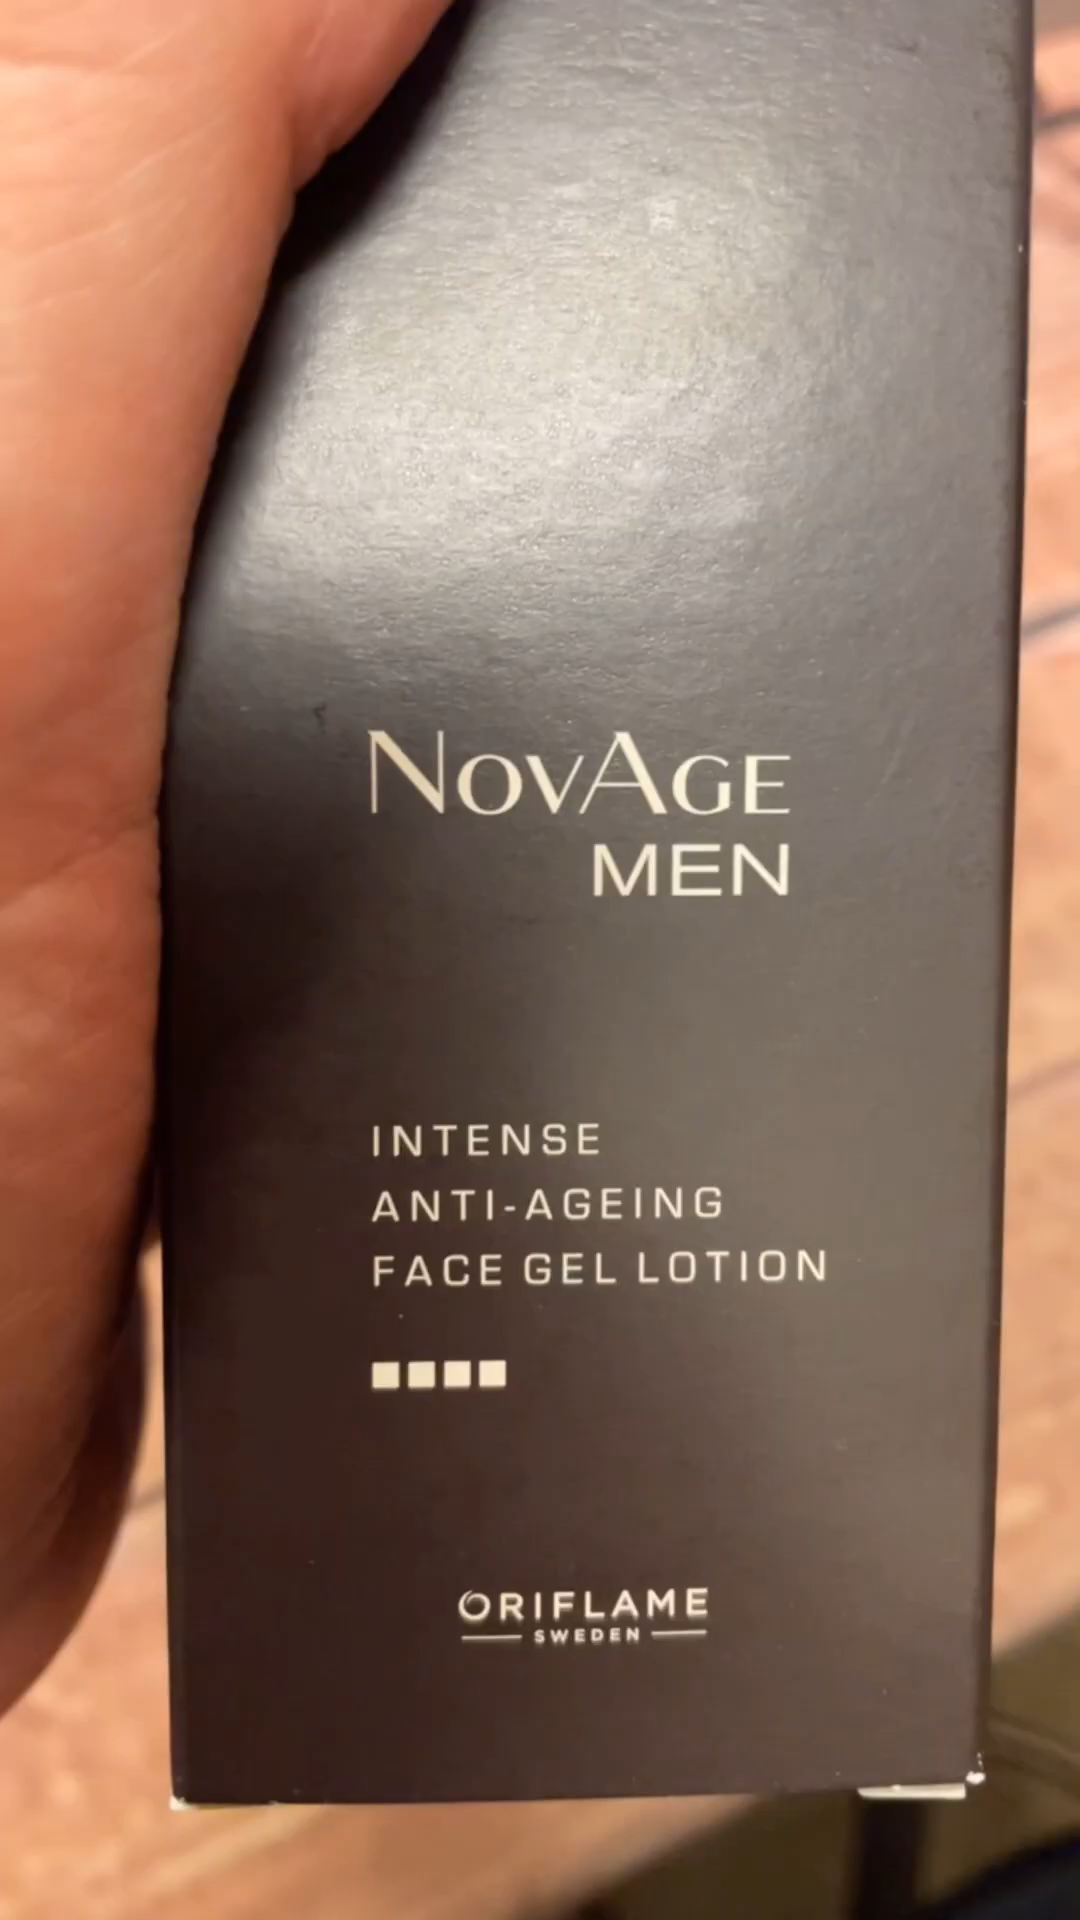 NOVAGE
MEN
INTENSE
ANTI-AGEING
FACE GEL LOTION
ORIFLAME
SWEDEN